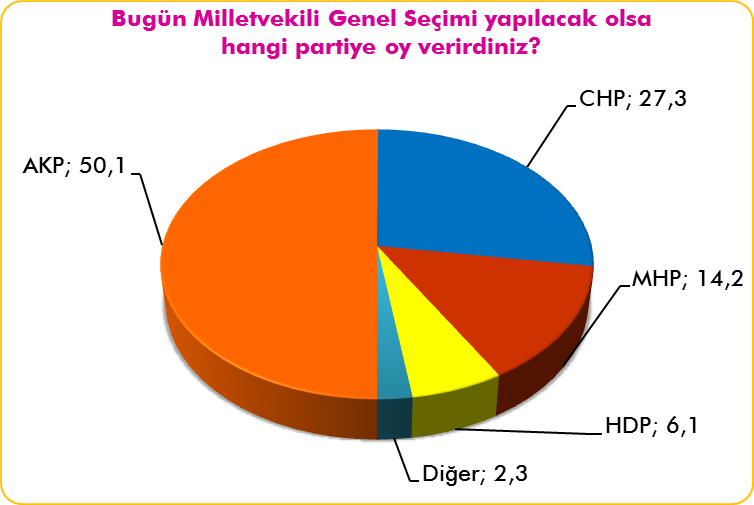 Bugün Milletvekili Genel Seçimi yapılacak olsa
hangi partiye oy verirdiniz?
CHP; 27,3
AKP; 50,1
MHP; 14,2
HDP; 6,1
Diğer; 2,3